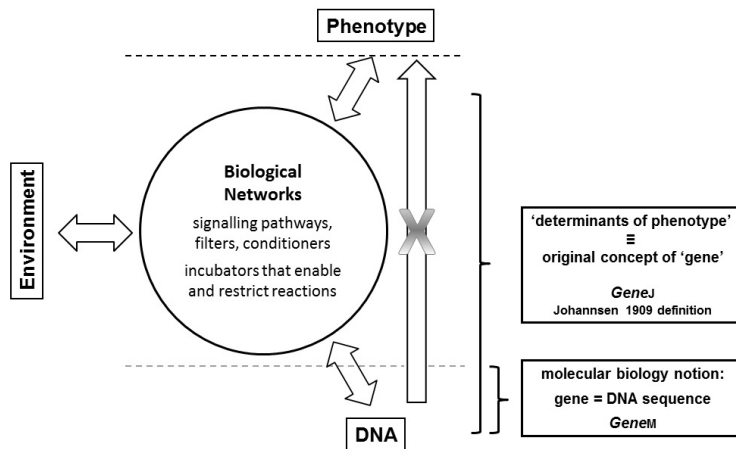 Phenotype
Environment
Biological
Networks
signalling pathways,
filters, conditioners
incubators that enable
and restrict reactions
X
‘determinants of phenotype’
≡
original concept of ‘gene’
GeneJ
Johannsen 1909 definition
molecular biology notion:
gene = DNA sequence
GeneM
DNA